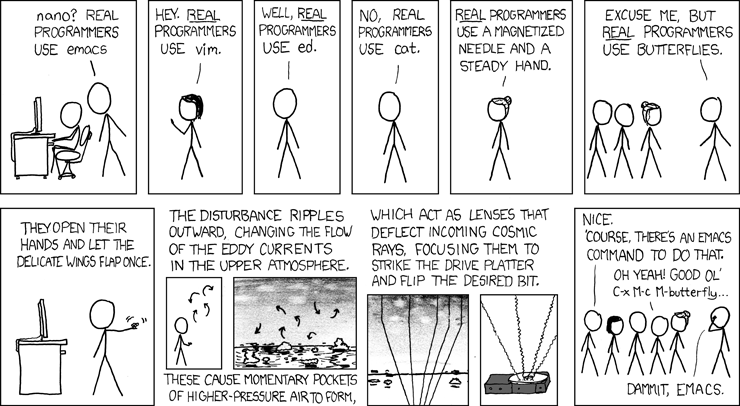 nano? REAL
PROGRAMMERS
USE emacs
HEY. REAL
PROGRAMMERS
USE vim.
WELL, REAL
PROGRAMMERS
USE ed.
NO, REAL
PROGRAMMERS
USE cat.
REAL PROGRAMMERS
USE A MAGNETIZED
NEEDLE AND A
STEADY HAND.
EXCUSE ME, BUT
REAL PROGRAMMERS
USE BUTTERFLIES.
THEY OPEN THEIR
HANDS AND LET THE
DELICATE WINGS FLAP ONCE.
THE DISTURBANCE RIPPLES
OUTWARD, CHANGING THE FLOW
OF THE EDDY CURRENTS
IN THE UPPER ATMOSPHERE.
THESE CAUSE MOMENTARY POCKETS
OF HIGHER-PRESSURE AIR TO FORM,
WHICH ACT AS LENSES THAT
DEFLECT INCOMING COSMIC
RAYS, FOCUSING THEM TO
STRIKE THE DRIVE PLATTER
AND FLIP THE DESIRED BIT.
NICE.
'COURSE, THERE'S AN EMACS
COMMAND TO DO THAT.
OH YEAH! GOOD OL'
C-x M-c M-butterfly...
DAMMIT, EMACS.